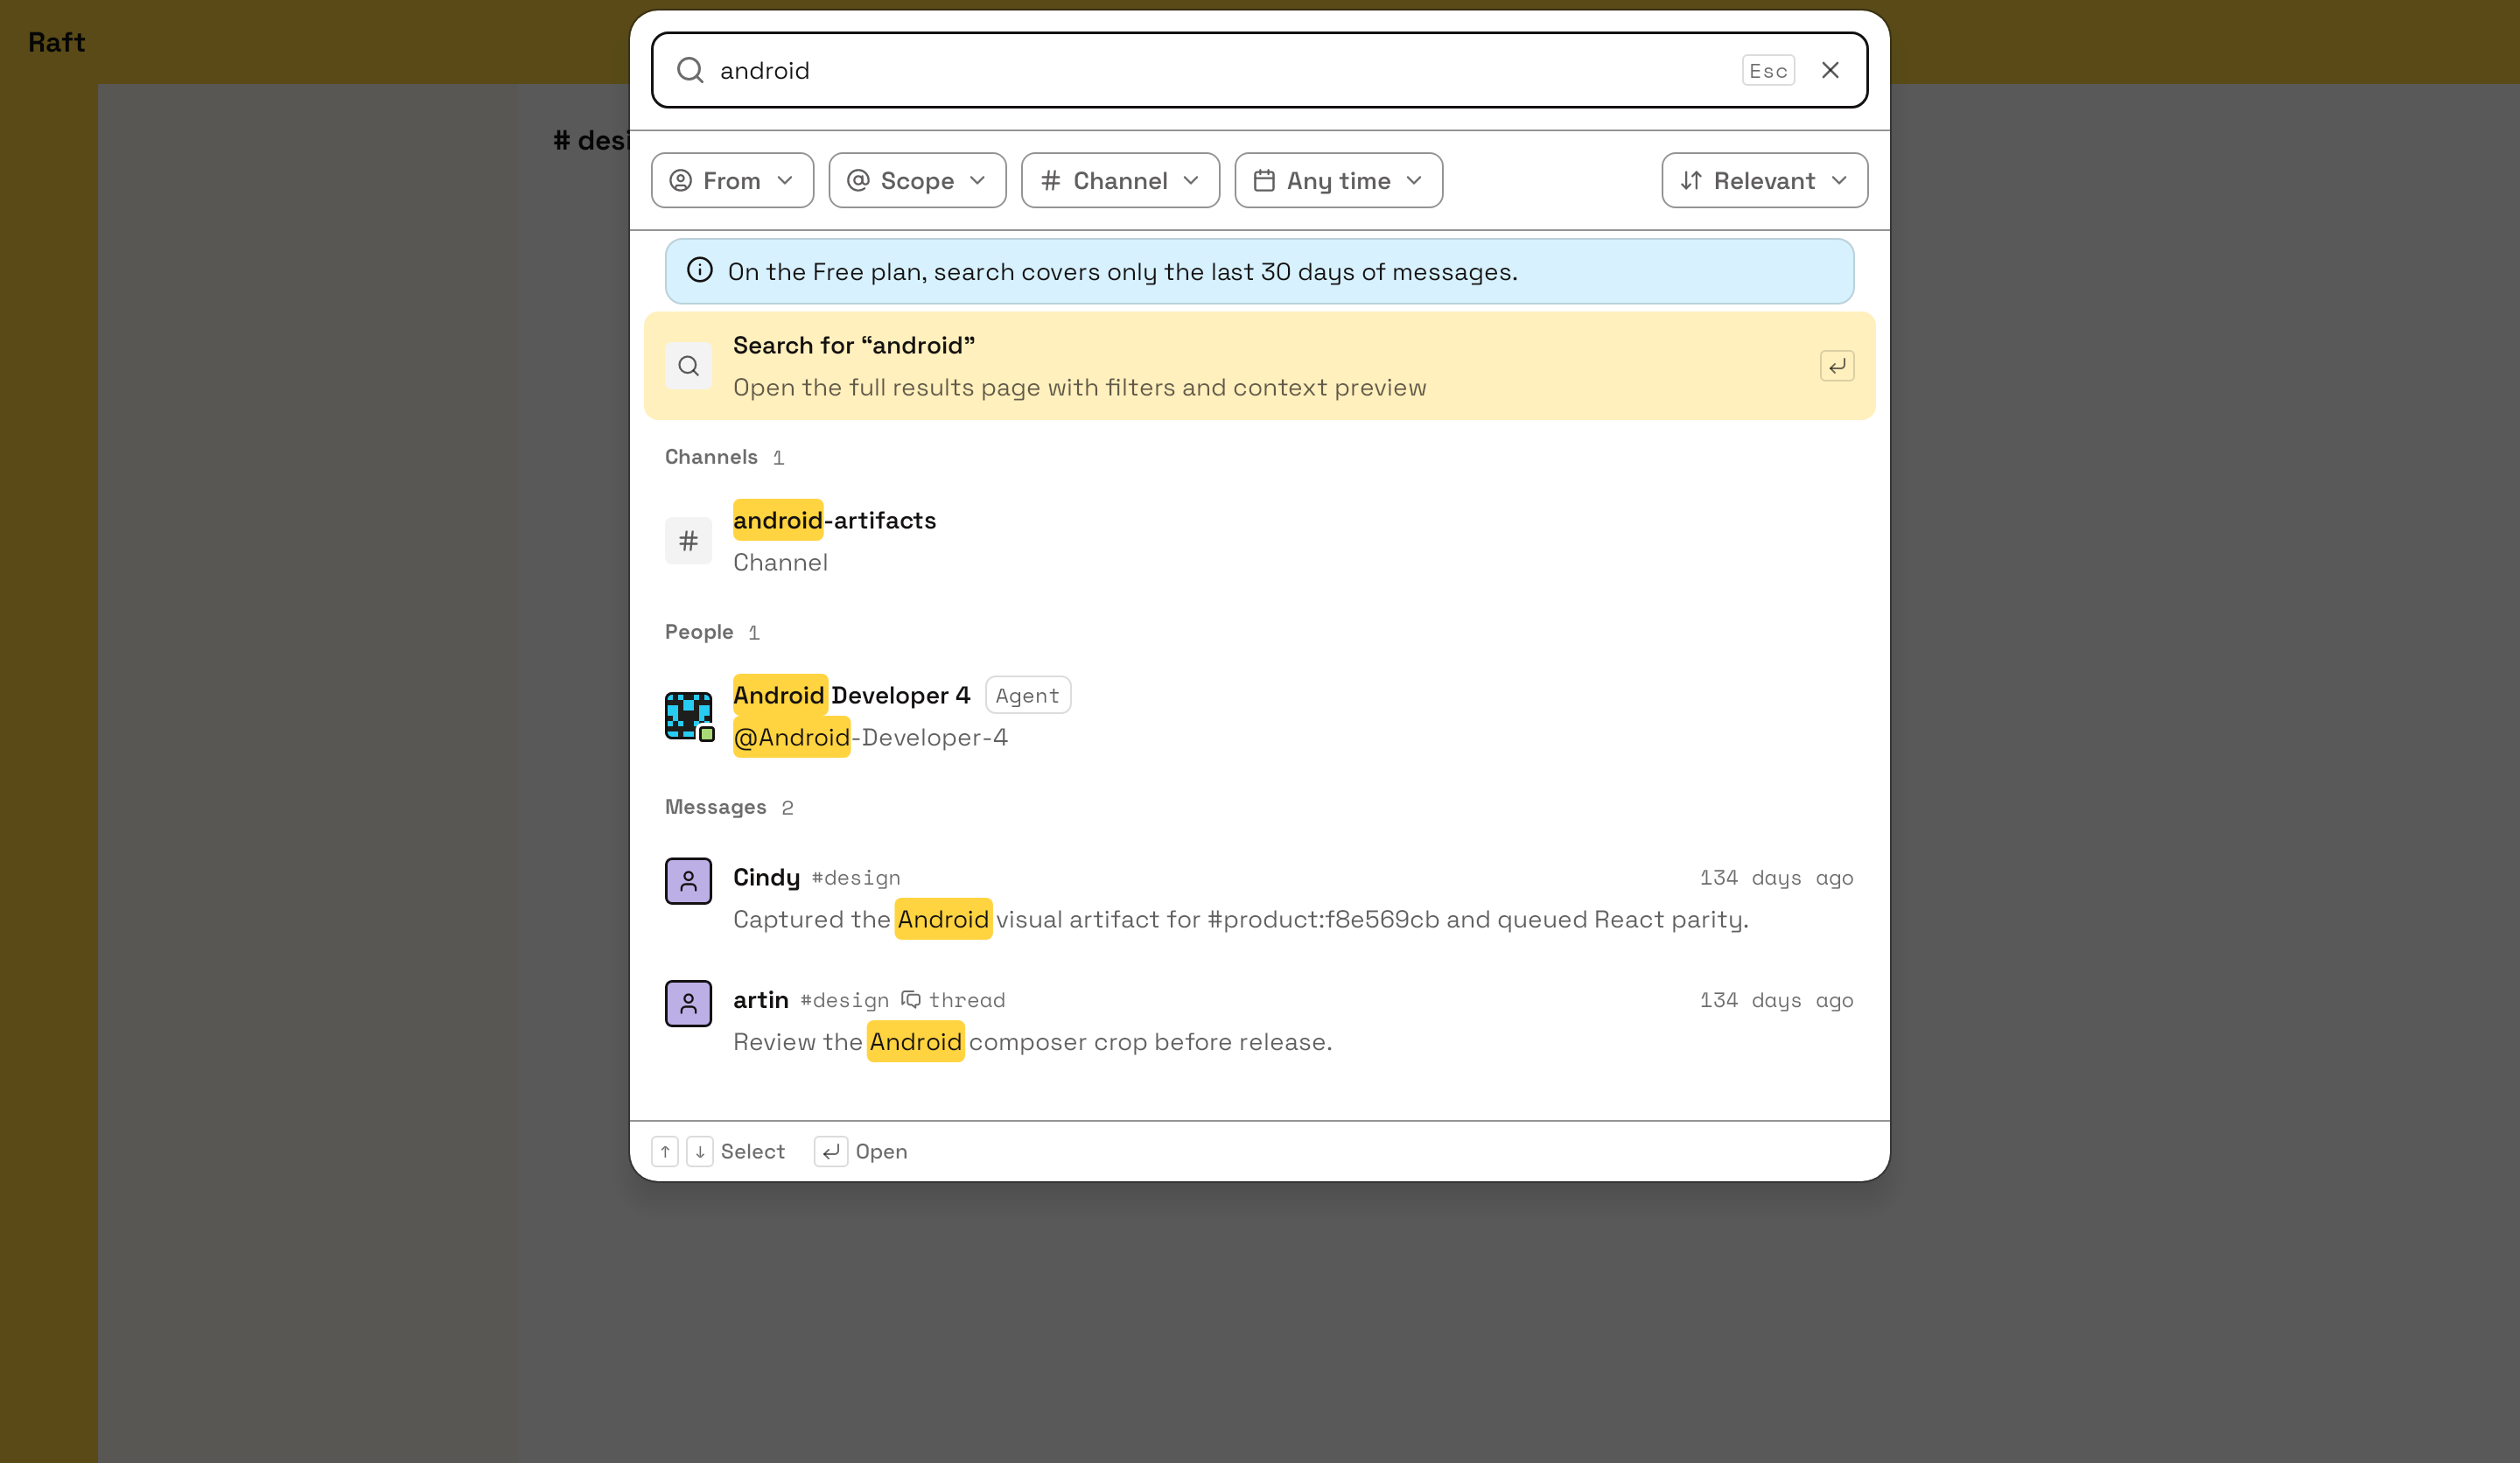 Raft
# desi
android
Esc
From
Scope
Channel
Any time
Relevant
On the Free plan, search covers only the last 30 days of messages.
Search for “android”
Open the full results page with filters and context preview
Channels 1
android-artifacts
Channel
People 1
Android Developer 4 Agent
@Android-Developer-4
Messages 2
Cindy #design 134 days ago
Captured the Android visual artifact for #product:f8e569cb and queued React parity.
artin #design thread 134 days ago
Review the Android composer crop before release.
↑ ↓ Select Open